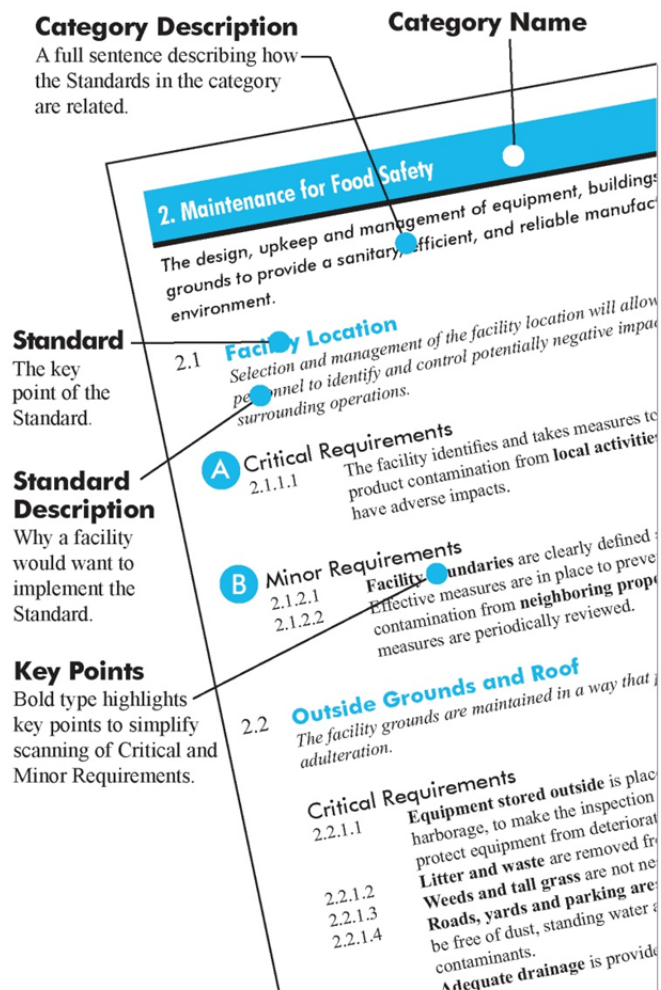 Category Description
A full sentence describing how
the Standards in the category
are related.
Category Name
2. Maintenance for Food Safety
The design, upkeep and management of equipment, buildings
grounds to provide a sanitary, efficient, and reliable manufac
environment.
Standard
The key
point of the
Standard.
2.1 Facility Location
Selection and management of the facility location will allow
personnel to identify and control potentially negative impac
surrounding operations.
Standard
Description
Why a facility
would want to
implement the
Standard.
A Critical Requirements
2.1.1.1 The facility identifies and takes measures to
product contamination from local activities
have adverse impacts.
B Minor Requirements
2.1.2.1 Facility boundaries are clearly defined
2.1.2.2 Effective measures are in place to preve
contamination from neighboring prope
measures are periodically reviewed.
Key Points
Bold type highlights
key points to simplify
scanning of Critical and
Minor Requirements.
2.2 Outside Grounds and Roof
The facility grounds are maintained in a way that
adulteration.
Critical Requirements
2.2.1.1 Equipment stored outside is plac
harborage, to make the inspection
protect equipment from deteriorat
2.2.1.2 Litter and waste are removed fr
2.2.1.3 Weeds and tall grass are not ne
2.2.1.4 Roads, yards and parking are
be free of dust, standing water a
contaminants.
Adequate drainage is provide